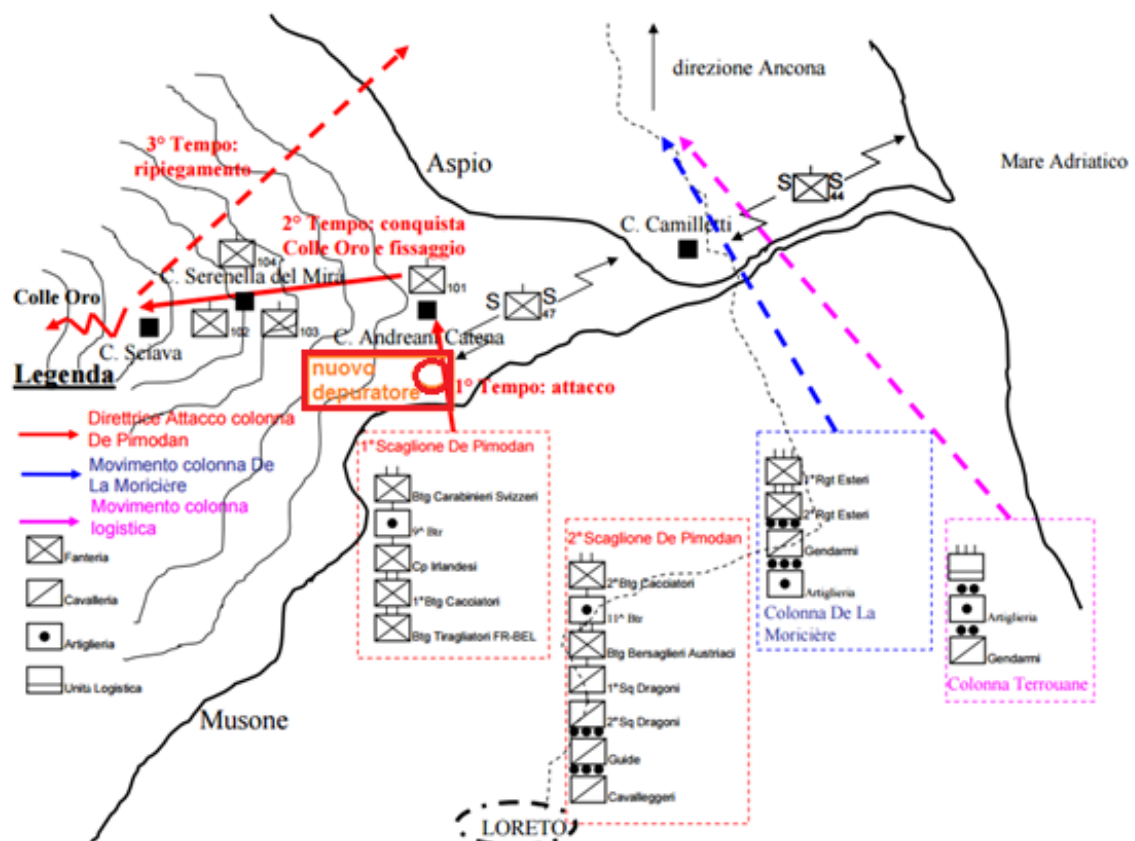 direzione Ancona
3° Tempo:
ripiegamento
Aspio
Mare Adriatico
S S
44
2° Tempo: conquista
Colle Oro e fissaggio
C. Camilletti
104
C. Serenella del Mira
101
Colle Oro
S S
47
102
103
C. Sciava
C. Andreani Catena
Legenda
nuovo
depuratore
1° Tempo: attacco
Direttrice Attacco colonna
De Pimodan
Movimento colonna De
La Moricière
Movimento colonna
logistica
Fanteria
Cavalleria
Artiglieria
Unità Logistica
1° Scaglione De Pimodan
Btg Carabinieri Svizzeri
9^ Btr
Cp Irlandesi
1° Btg Cacciatori
Btg Tiragliatori FR-BEL
2° Scaglione De Pimodan
2° Btg Cacciatori
11^ Btr
Btg Bersaglieri Austriaci
1° Sq Dragoni
2° Sq Dragoni
Guide
Cavalleggeri
1° Rgt Esteri
2° Rgt Esteri
Gendarmi
Artiglieria
Colonna De La
Moricière
Artiglieria
Gendarmi
Colonna Terrouane
Musone
LORETO